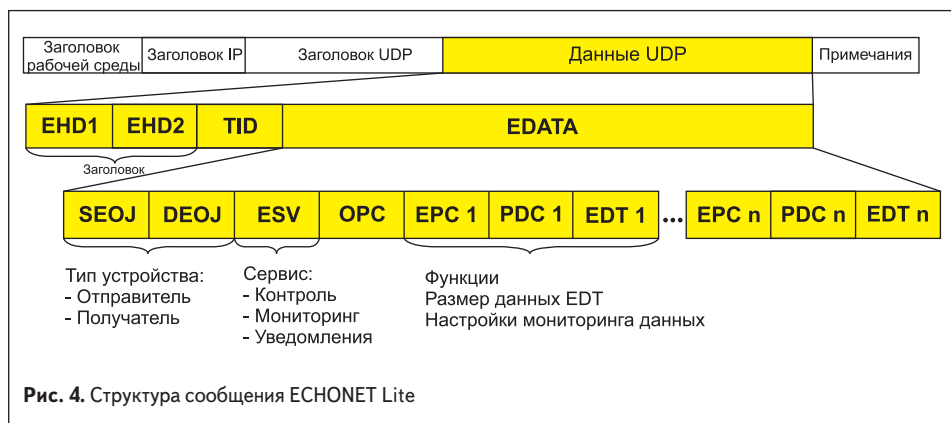 Заголовок рабочей среды
Заголовок IP
Заголовок UDP
Данные UDP
Примечания
EHD1 EHD2 TID EDATA
Заголовок
SEOJ DEOJ ESV OPC EPC 1 PDC 1 EDT 1 ... EPC n PDC n EDT n
Тип устройства:
- Отправитель
- Получатель
Сервис:
- Контроль
- Мониторинг
- Уведомления
Функции
Размер данных EDT
Настройки мониторинга данных
Рис. 4. Структура сообщения ECHONET Lite